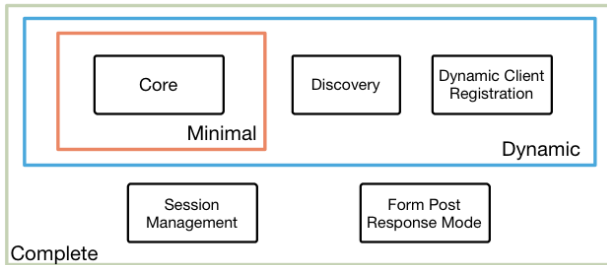 Core
Discovery
Dynamic Client
Registration
Minimal
Dynamic
Session
Management
Form Post
Response Mode
Complete